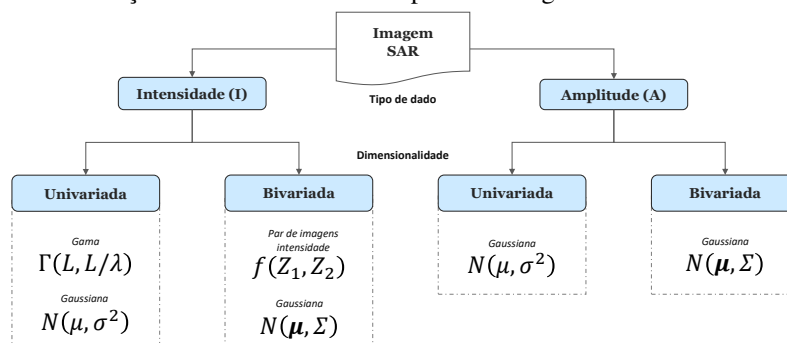 Imagem
SAR
Intensidade (I)
Tipo de dado
Amplitude (A)
Dimensionalidade
Univariada
Bivariada
Univariada
Bivariada
Gama
Γ(L, L/λ)
Gaussiana
N(μ, σ²)
Par de imagens
intensidade
f(Z₁, Z₂)
Gaussiana
N(μ, Σ)
Gaussiana
N(μ, σ²)
Gaussiana
N(μ, Σ)